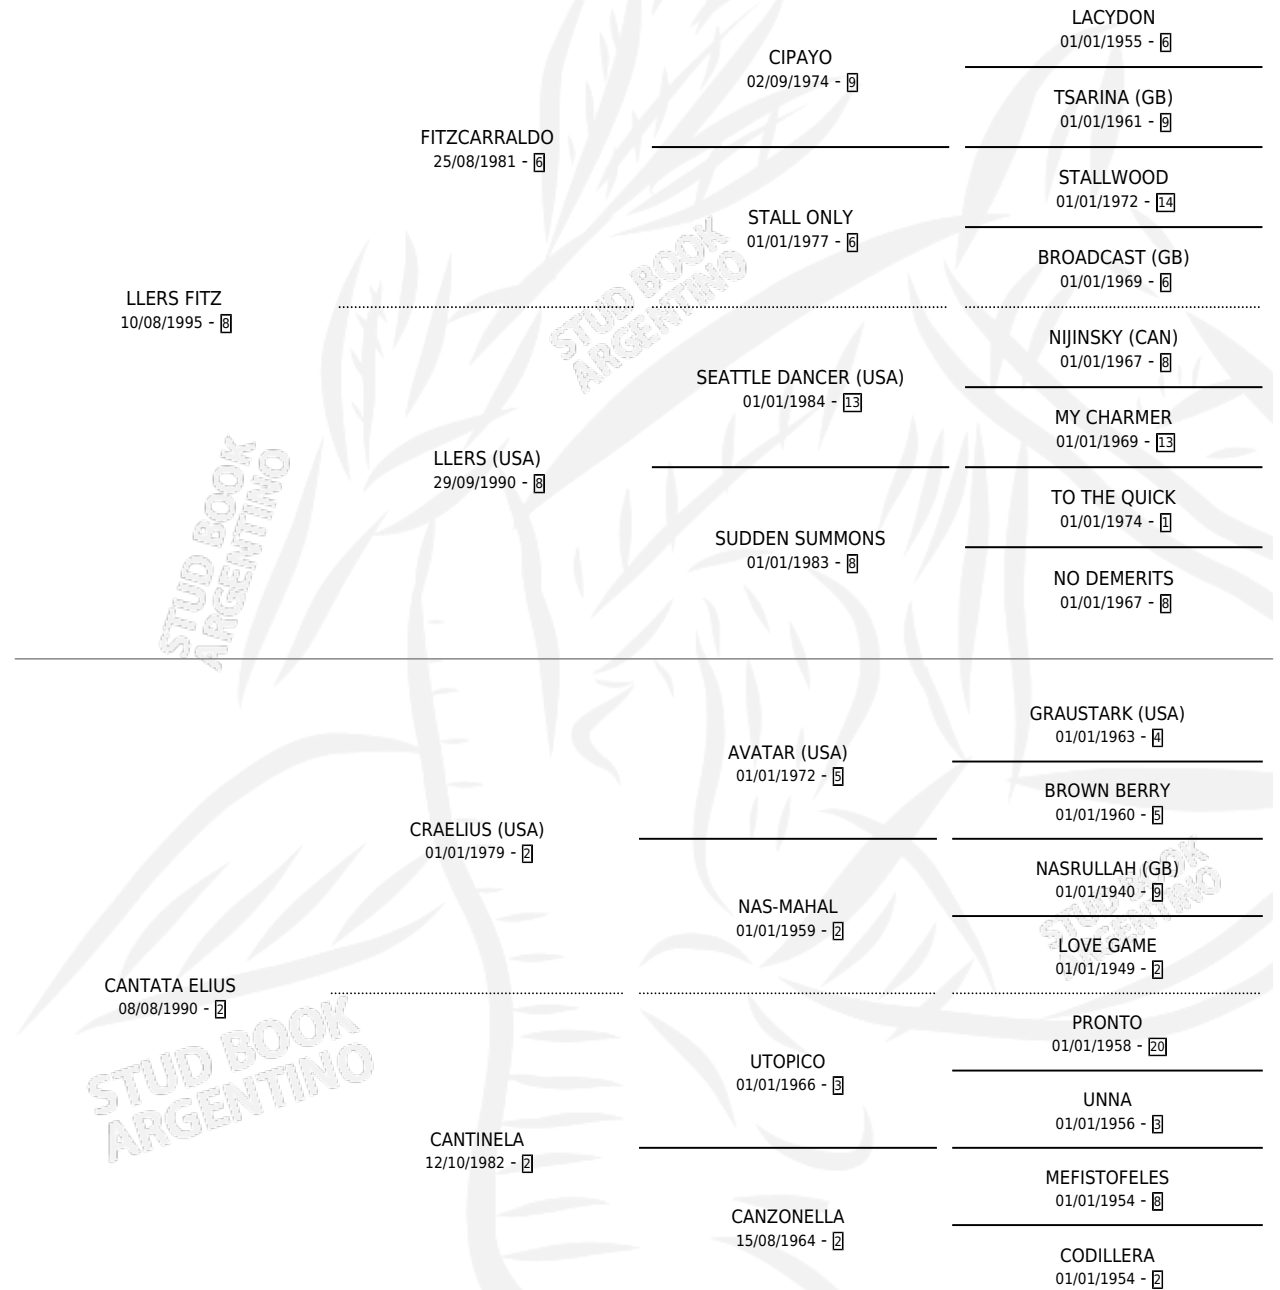 LACYDON
01/01/1955 - 6
CIPAYO
02/09/1974 - 9
TSARINA (GB)
01/01/1961 - 9
FITZCARRALDO
25/08/1981 - 6
STALLWOOD
01/01/1972 - 14
STALL ONLY
01/01/1977 - 6
BROADCAST (GB)
01/01/1969 - 6
LLERS FITZ
10/08/1995 - 8
NIJINSKY (CAN)
01/01/1967 - 8
SEATTLE DANCER (USA)
01/01/1984 - 13
MY CHARMER
01/01/1969 - 13
LLERS (USA)
29/09/1990 - 8
TO THE QUICK
01/01/1974 - 1
SUDDEN SUMMONS
01/01/1983 - 8
NO DEMERITS
01/01/1967 - 8
GRAUSTARK (USA)
01/01/1963 - 4
AVATAR (USA)
01/01/1972 - 5
BROWN BERRY
01/01/1960 - 5
CRAELIUS (USA)
01/01/1979 - 2
NASRULLAH (GB)
01/01/1940 - 9
NAS-MAHAL
01/01/1959 - 2
LOVE GAME
01/01/1949 - 2
CANTATA ELIUS
08/08/1990 - 2
PRONTO
01/01/1958 - 20
UTOPICO
01/01/1966 - 3
UNNA
01/01/1956 - 3
CANTINELA
12/10/1982 - 2
MEFISTOFELES
01/01/1954 - 8
CANZONELLA
15/08/1964 - 2
CODILLERA
01/01/1954 - 2
STUD BOOK
ARGENTINO
STUD BOOK
ARGENTINO
STUD BOOK
ARGENTINO
STUD BOOK
ARGENTINO